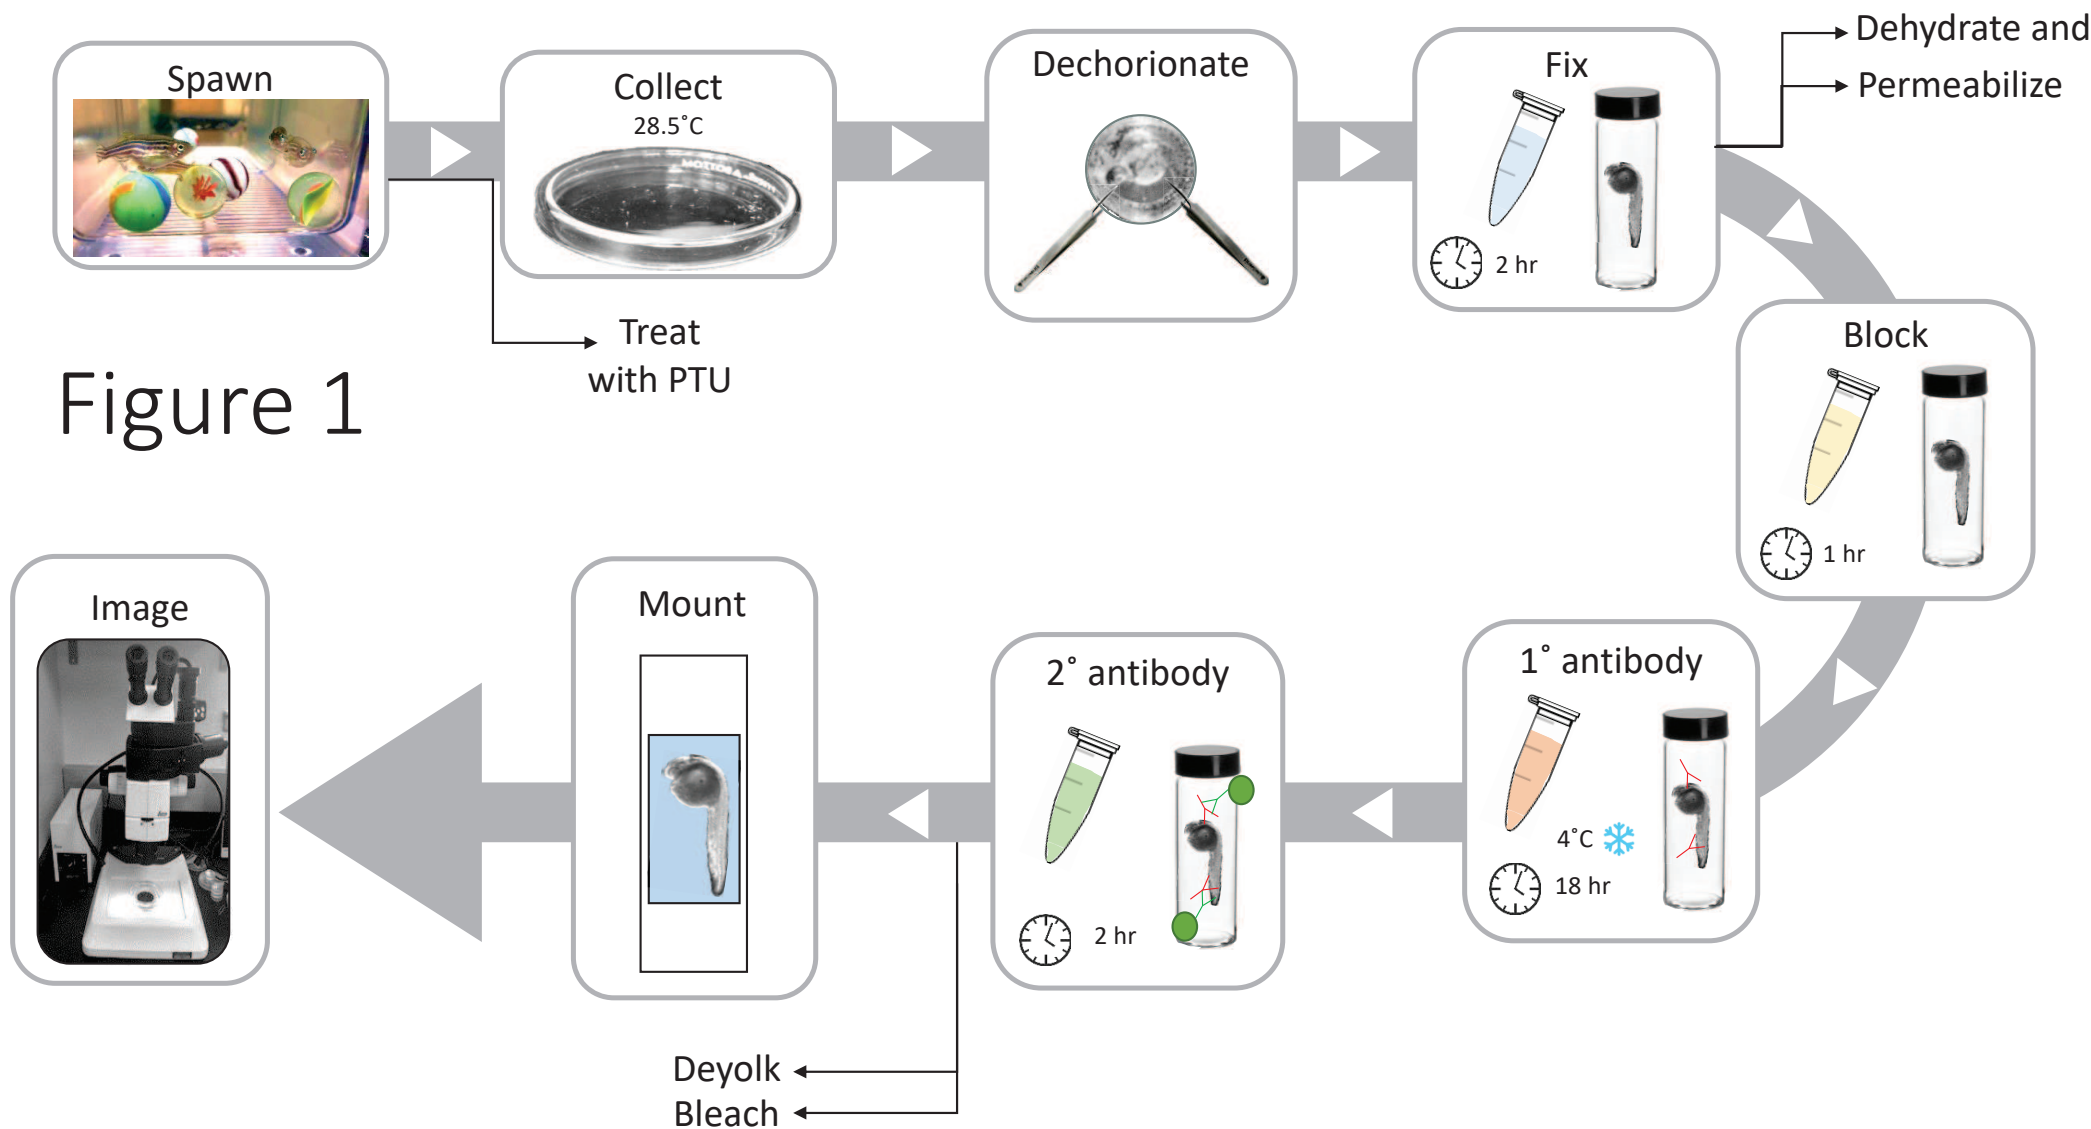 Spawn
Collect
28.5˚C
Dechorionate
Fix
2 hr
Dehydrate and
Permeabilize
Treat
with PTU
Figure 1
Block
1 hr
1˚ antibody
4˚C
18 hr
2˚ antibody
2 hr
Mount
Image
Deyolk
Bleach